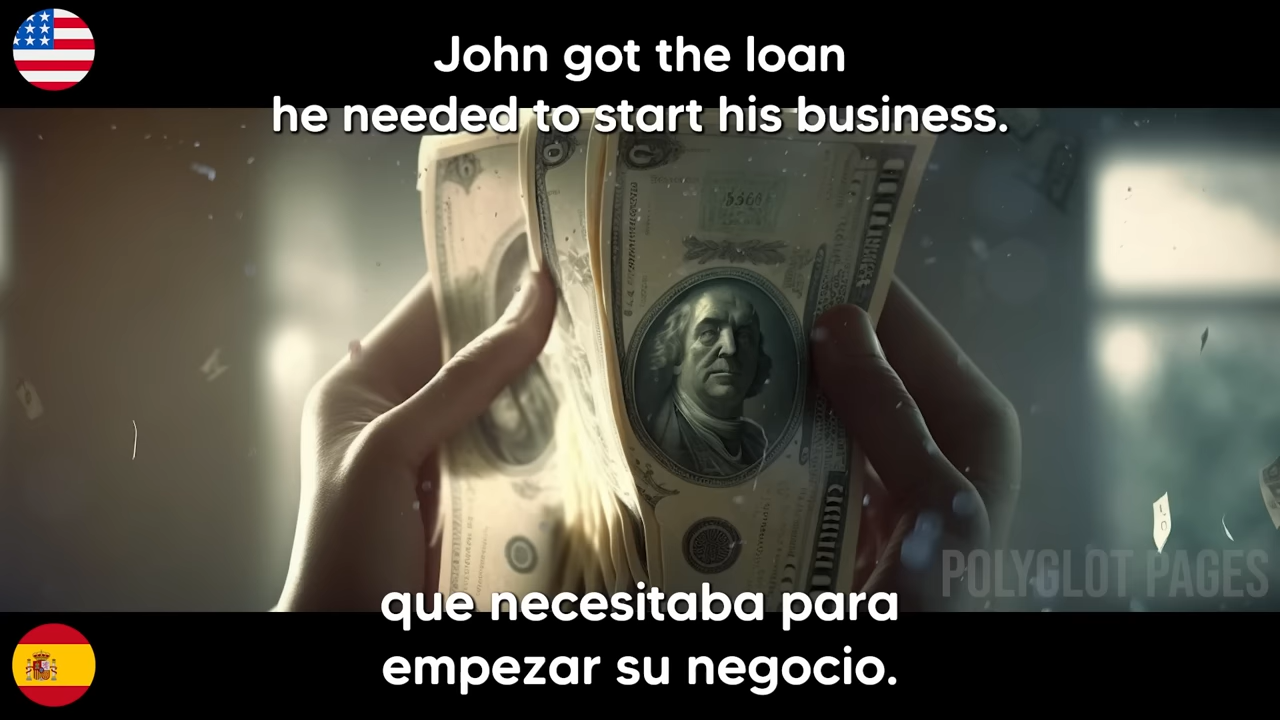 John got the loan
he needed to start his business.
POLYGLOT PAGES
que necesitaba para
empezar su negocio.